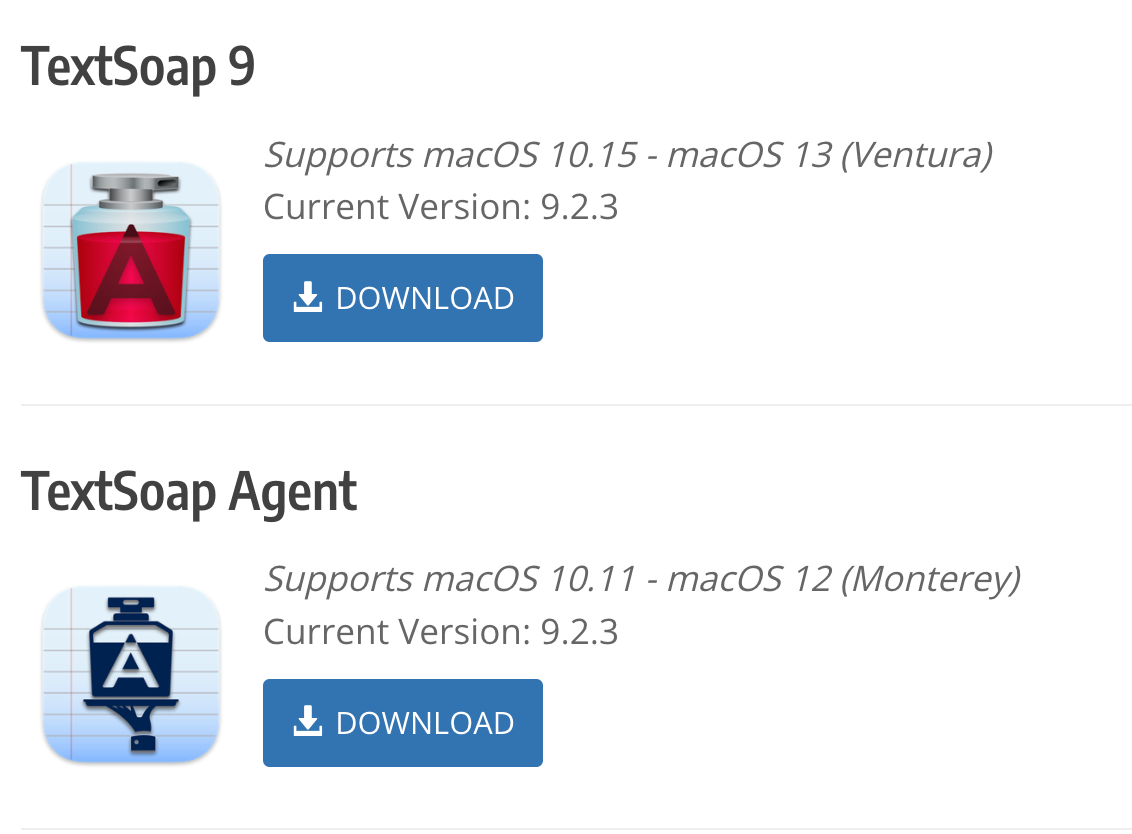 TextSoap 9
Supports macOS 10.15 - macOS 13 (Ventura)
Current Version: 9.2.3
A
DOWNLOAD
TextSoap Agent
Supports macOS 10.11 - macOS 12 (Monterey)
Current Version: 9.2.3
A
DOWNLOAD